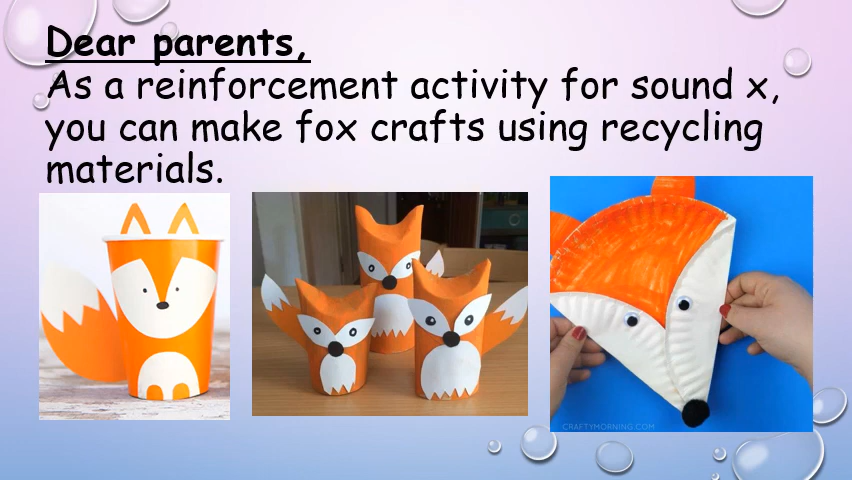 Dear parents,
As a reinforcement activity for sound x,
you can make fox crafts using recycling
materials.
CRAFTYMORNING.COM